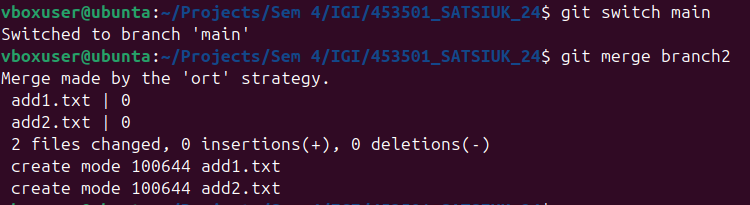 vboxuser@ubunta:~/Projects/Sem 4/IGI/453501_SATSIUK_24$ git switch main
Switched to branch 'main'
vboxuser@ubunta:~/Projects/Sem 4/IGI/453501_SATSIUK_24$ git merge branch2
Merge made by the 'ort' strategy.
 add1.txt | 0
 add2.txt | 0
 2 files changed, 0 insertions(+), 0 deletions(-)
 create mode 100644 add1.txt
 create mode 100644 add2.txt